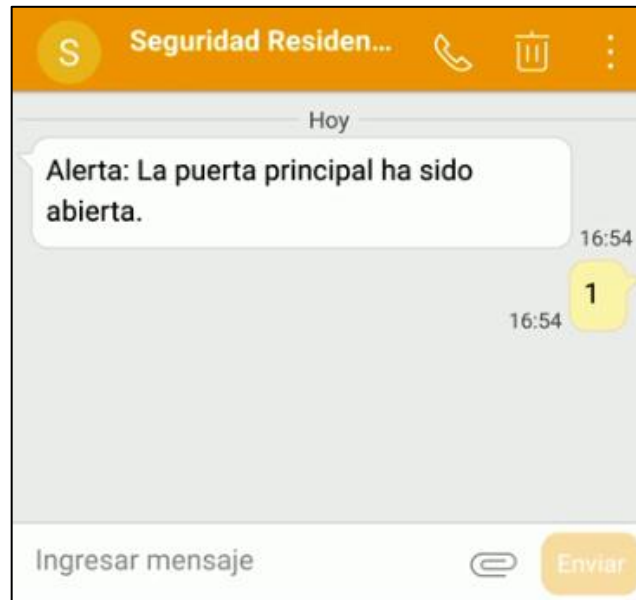 S
Seguridad Residen...
Hoy
Alerta: La puerta principal ha sido
abierta.
16:54
1
16:54
Ingresar mensaje
Enviar